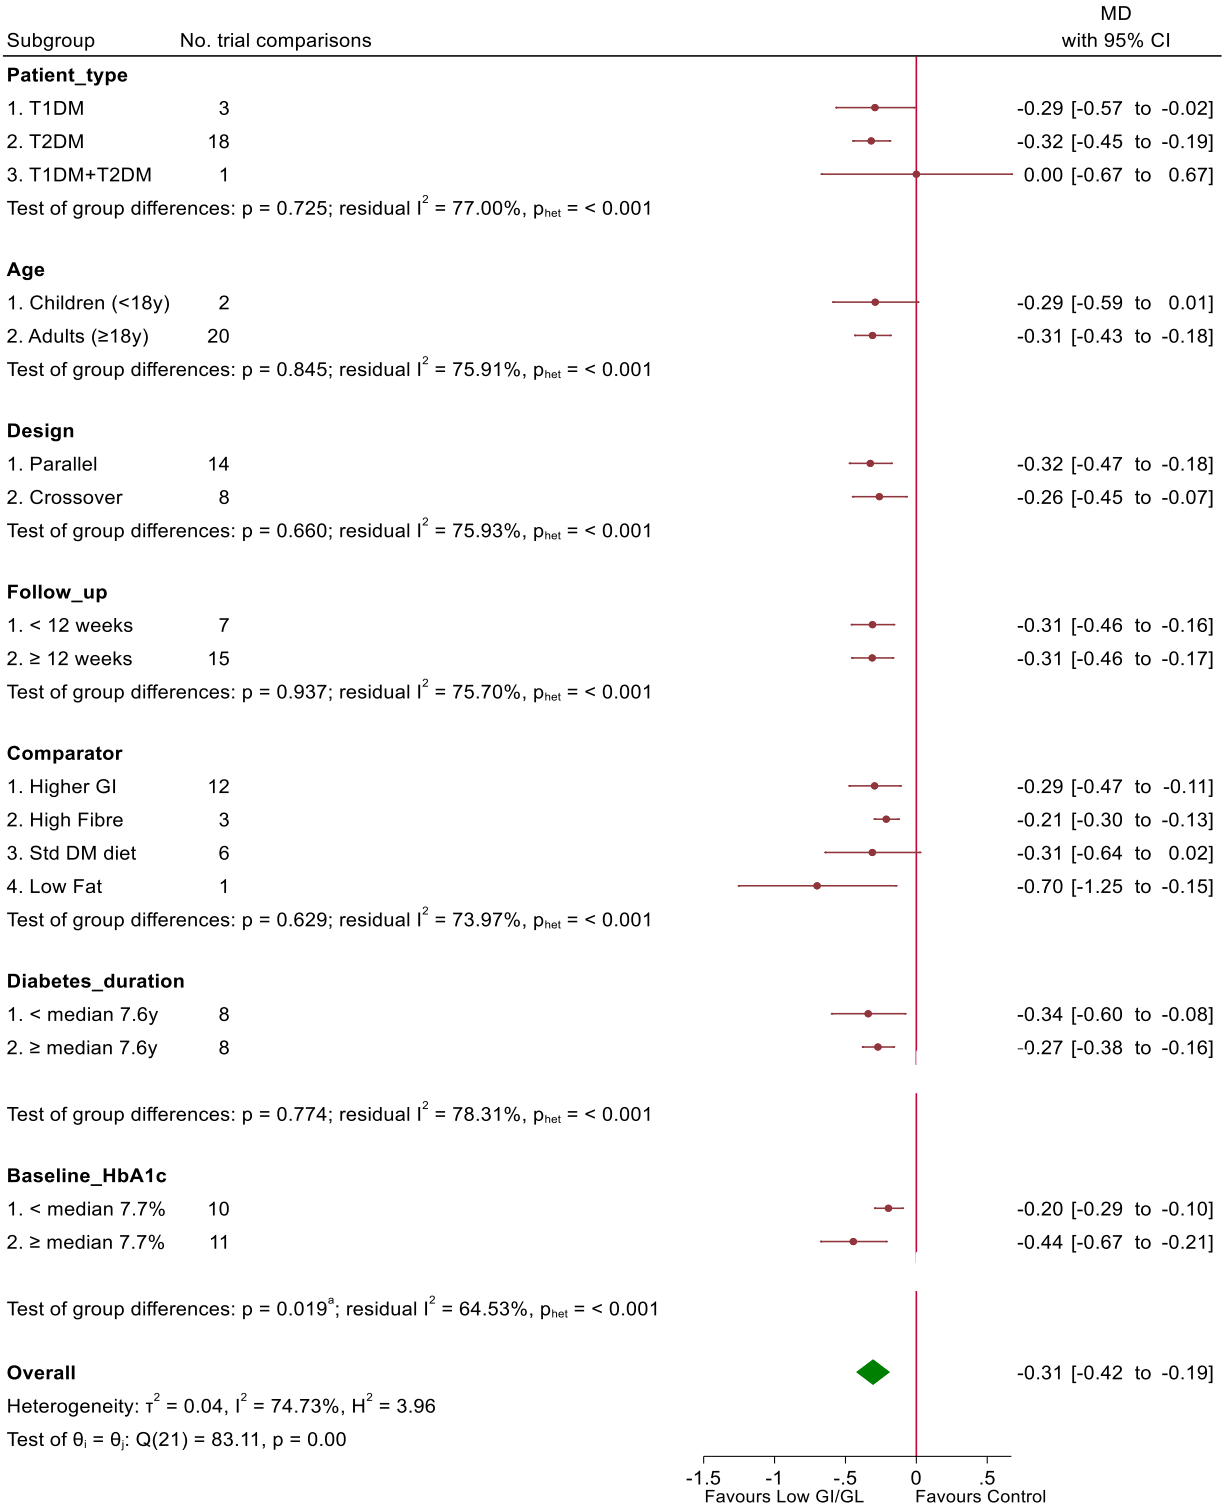 MD
Subgroup No. trial comparisons with 95% CI
Patient_type
1. T1DM 3 -0.29 [-0.57 to -0.02]
2. T2DM 18 -0.32 [-0.45 to -0.19]
3. T1DM+T2DM 1 0.00 [-0.67 to 0.67]
Test of group differences: p = 0.725; residual I² = 77.00%, pₕₑₜ = < 0.001
Age
1. Children (<18y) 2 -0.29 [-0.59 to 0.01]
2. Adults (≥18y) 20 -0.31 [-0.43 to -0.18]
Test of group differences: p = 0.845; residual I² = 75.91%, pₕₑₜ = < 0.001
Design
1. Parallel 14 -0.32 [-0.47 to -0.18]
2. Crossover 8 -0.26 [-0.45 to -0.07]
Test of group differences: p = 0.660; residual I² = 75.93%, pₕₑₜ = < 0.001
Follow_up
1. < 12 weeks 7 -0.31 [-0.46 to -0.16]
2. ≥ 12 weeks 15 -0.31 [-0.46 to -0.17]
Test of group differences: p = 0.937; residual I² = 75.70%, pₕₑₜ = < 0.001
Comparator
1. Higher GI 12 -0.29 [-0.47 to -0.11]
2. High Fibre 3 -0.21 [-0.30 to -0.13]
3. Std DM diet 6 -0.31 [-0.64 to 0.02]
4. Low Fat 1 -0.70 [-1.25 to -0.15]
Test of group differences: p = 0.629; residual I² = 73.97%, pₕₑₜ = < 0.001
Diabetes_duration
1. < median 7.6y 8 -0.34 [-0.60 to -0.08]
2. ≥ median 7.6y 8 -0.27 [-0.38 to -0.16]
Test of group differences: p = 0.774; residual I² = 78.31%, pₕₑₜ = < 0.001
Baseline_HbA1c
1. < median 7.7% 10 -0.20 [-0.29 to -0.10]
2. ≥ median 7.7% 11 -0.44 [-0.67 to -0.21]
Test of group differences: p = 0.019ᵃ; residual I² = 64.53%, pₕₑₜ = < 0.001
Overall -0.31 [-0.42 to -0.19]
Heterogeneity: τ² = 0.04, I² = 74.73%, H² = 3.96
Test of θᵢ = θⱼ: Q(21) = 83.11, p = 0.00
-1.5 -1 -.5 0 .5
Favours Low GI/GL Favours Control